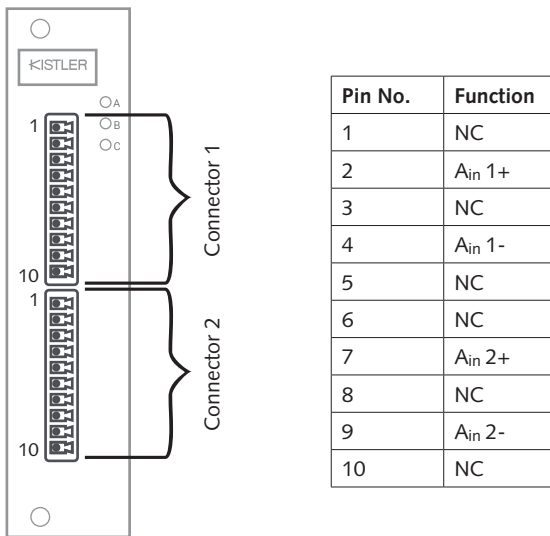 KISTLER
A
B
C
1
10
Connector 1
1
10
Connector 2
Pin No. Function
1 NC
2 Ain 1+
3 NC
4 Ain 1-
5 NC
6 NC
7 Ain 2+
8 NC
9 Ain 2-
10 NC